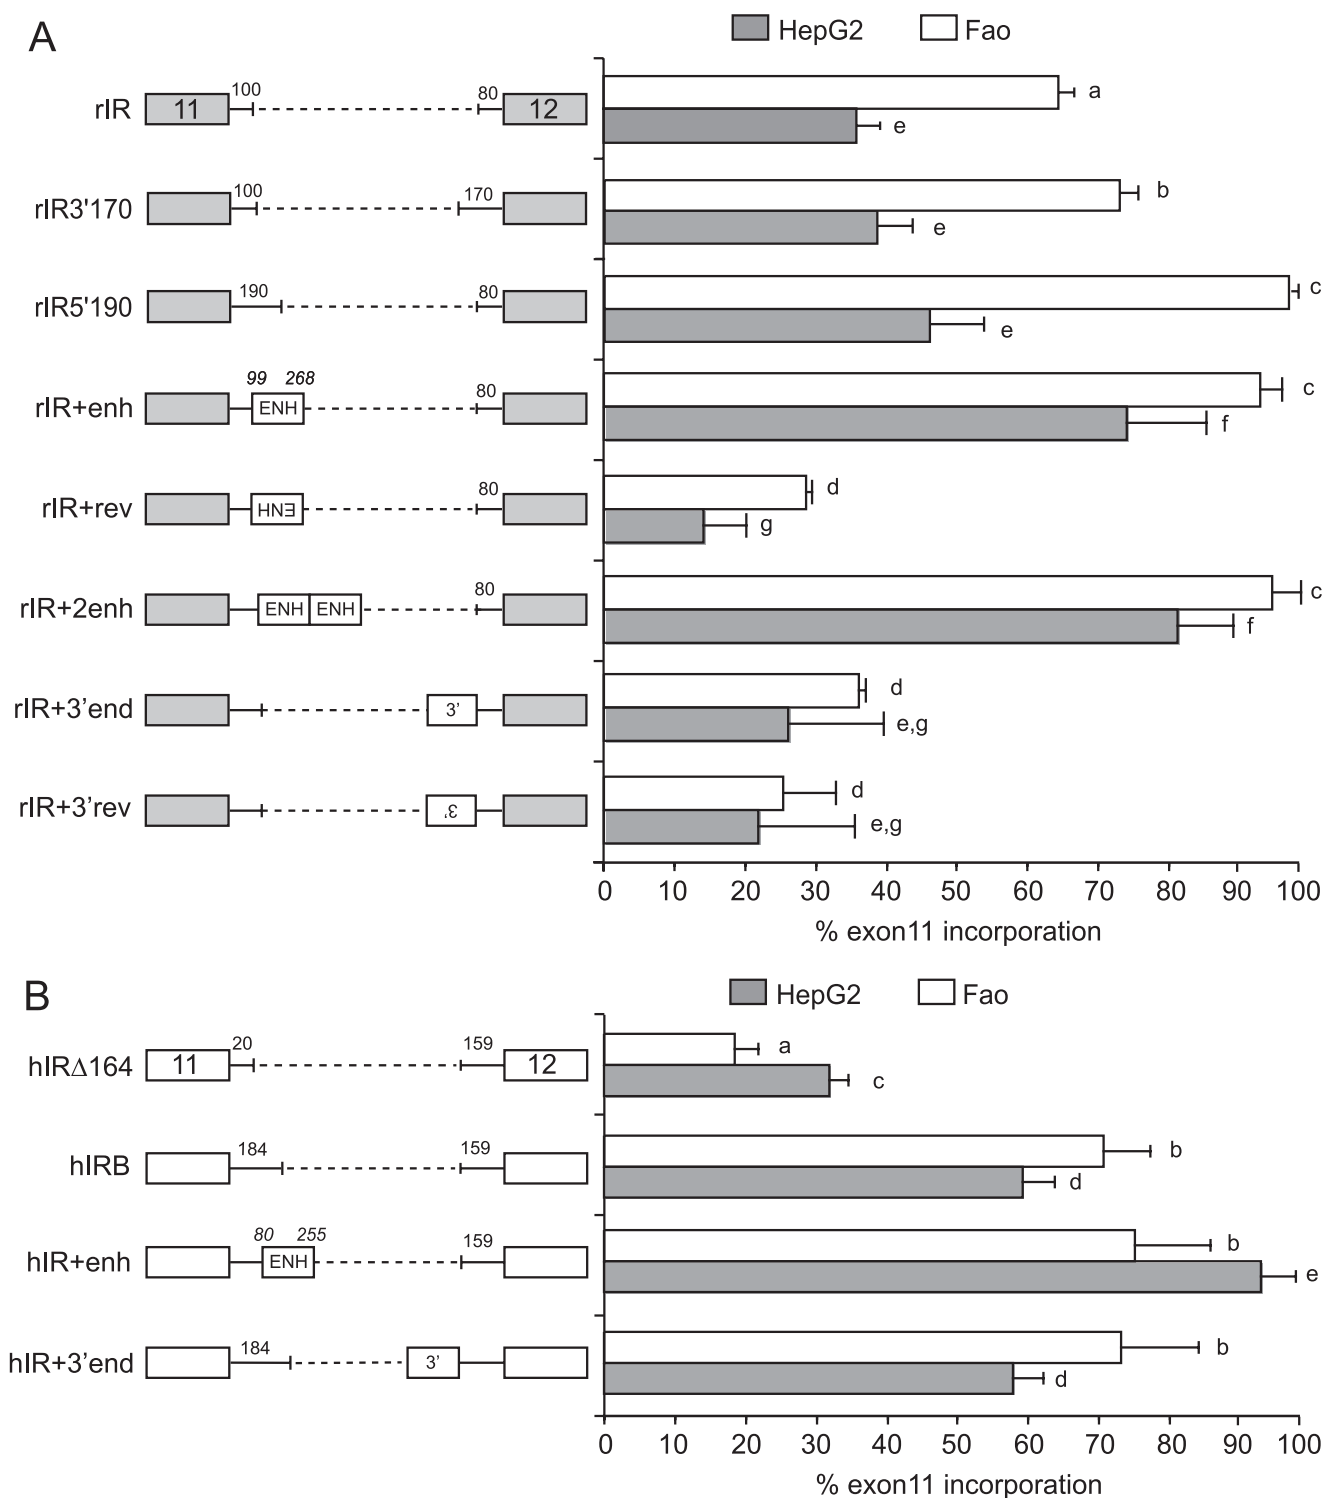 A
HepG2 Fao
rIR 11 100 80 12 a
e
rIR3'170 100 170 b
e
rIR5'190 190 80 c
e
99 268
rIR+enh ENH 80 c
f
rIR+rev ENH 80 d
g
rIR+2enh ENH ENH 80 c
f
rIR+3'end 3' d
e,g
rIR+3'rev 3' d
e,g
0 10 20 30 40 50 60 70 80 90 100
% exon11 incorporation
B
HepG2 Fao
hIRΔ164 11 20 159 12 a
c
hIRB 184 159 b
d
80 255
hIR+enh ENH 159 b
e
hIR+3'end 184 3' b
d
0 10 20 30 40 50 60 70 80 90 100
% exon11 incorporation